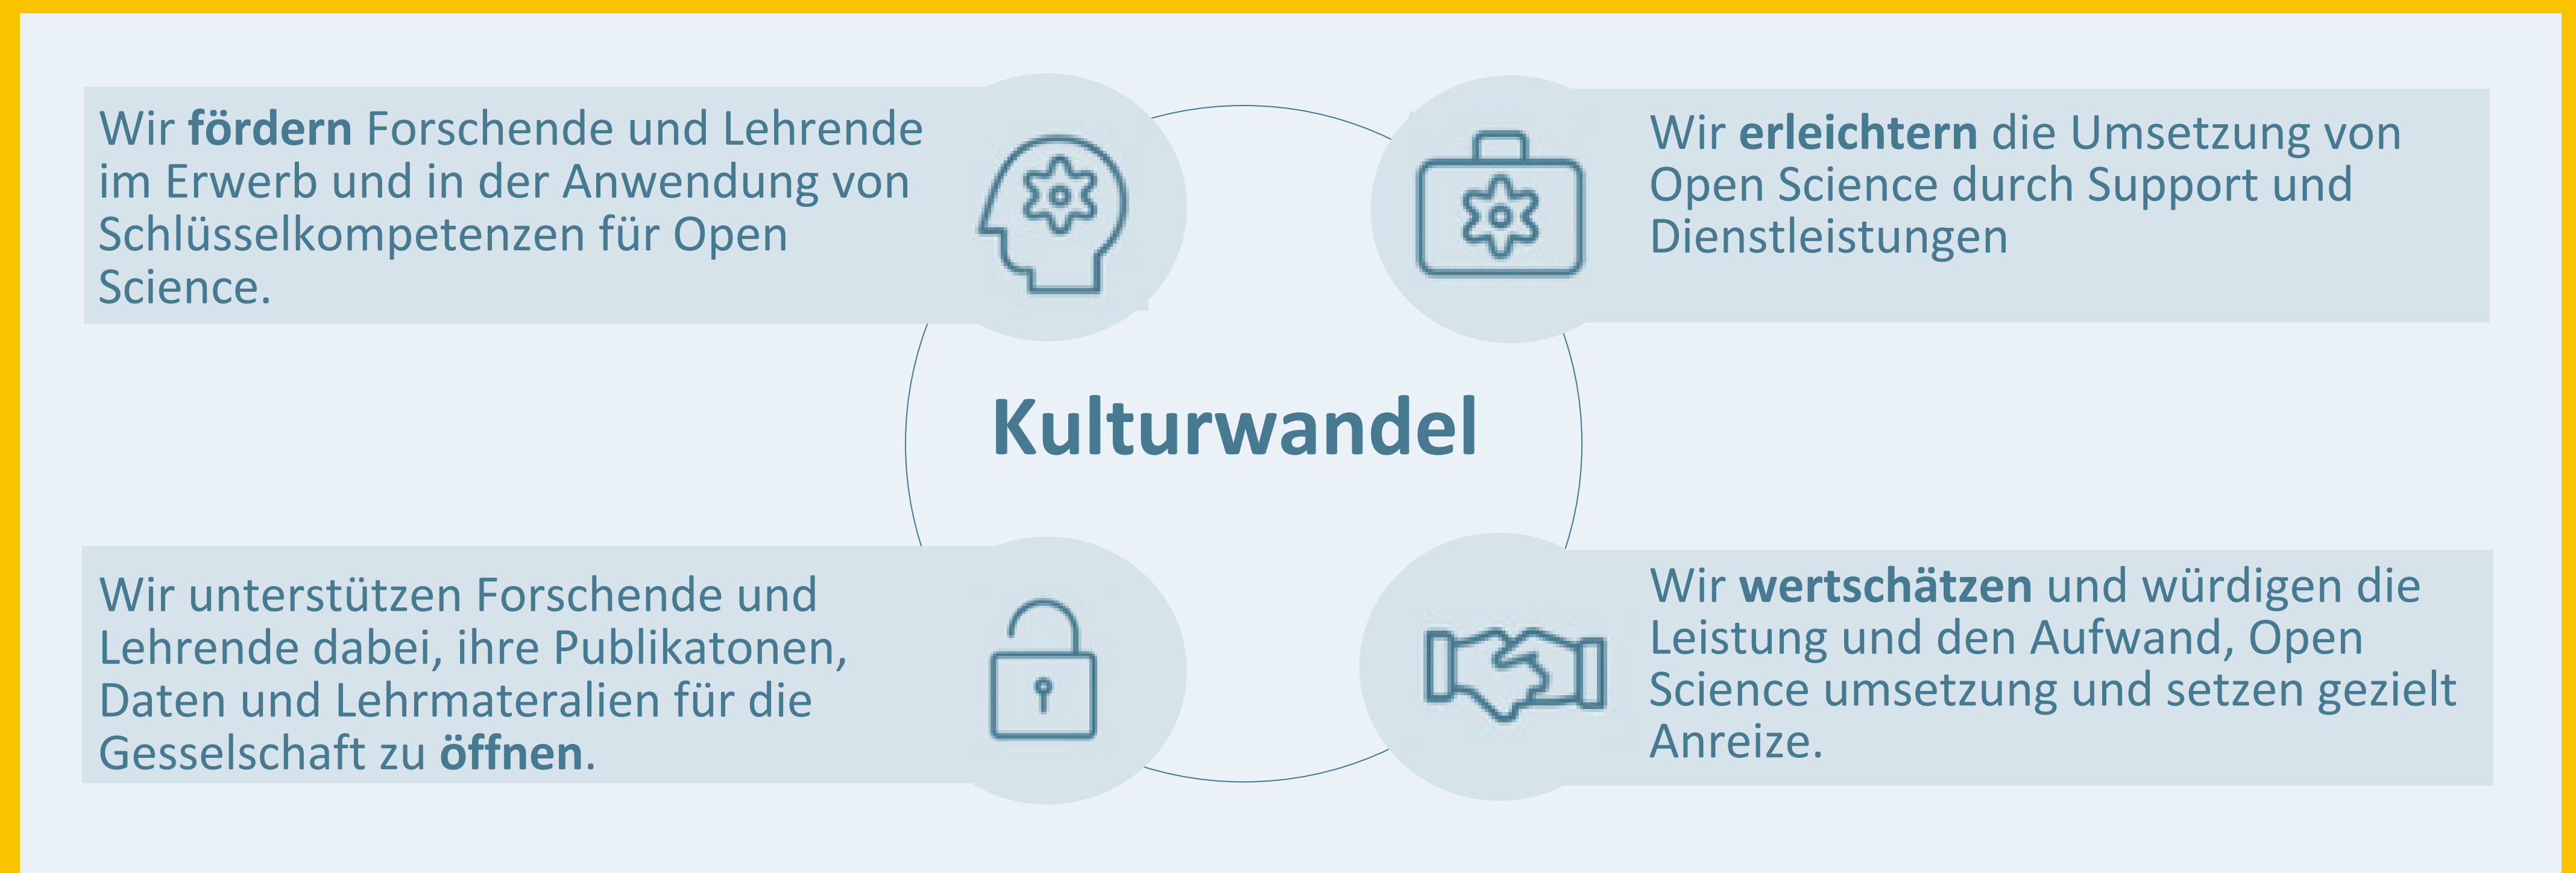 Wir fördern Forschende und Lehrende
im Erwerb und in der Anwendung von
Schlüsselkompetenzen für Open
Science.
Wir erleichtern die Umsetzung von
Open Science durch Support und
Dienstleistungen
Kulturwandel
Wir unterstützen Forschende und
Lehrende dabei, ihre Publikatonen,
Daten und Lehrmateralien für die
Gesselschaft zu öffnen.
Wir wertschätzen und würdigen die
Leistung und den Aufwand, Open
Science umsetzung und setzen gezielt
Anreize.